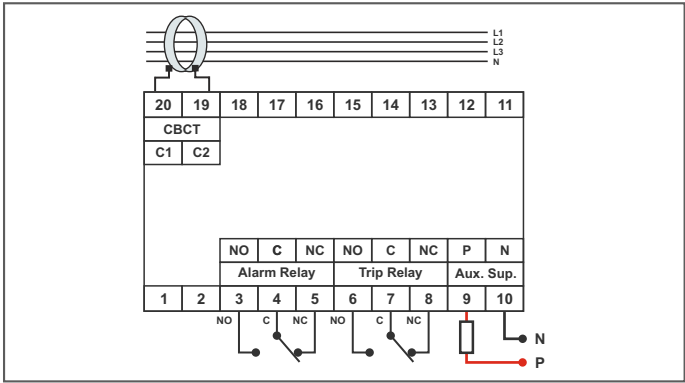 L1
L2
L3
N
20 19 18 17 16 15 14 13 12 11
CBCT
C1 C2
NO C NC NO C NC P N
Alarm Relay Trip Relay Aux. Sup.
1 2 3 4 5 6 7 8 9 10
NO C NC NO C NC
N
P